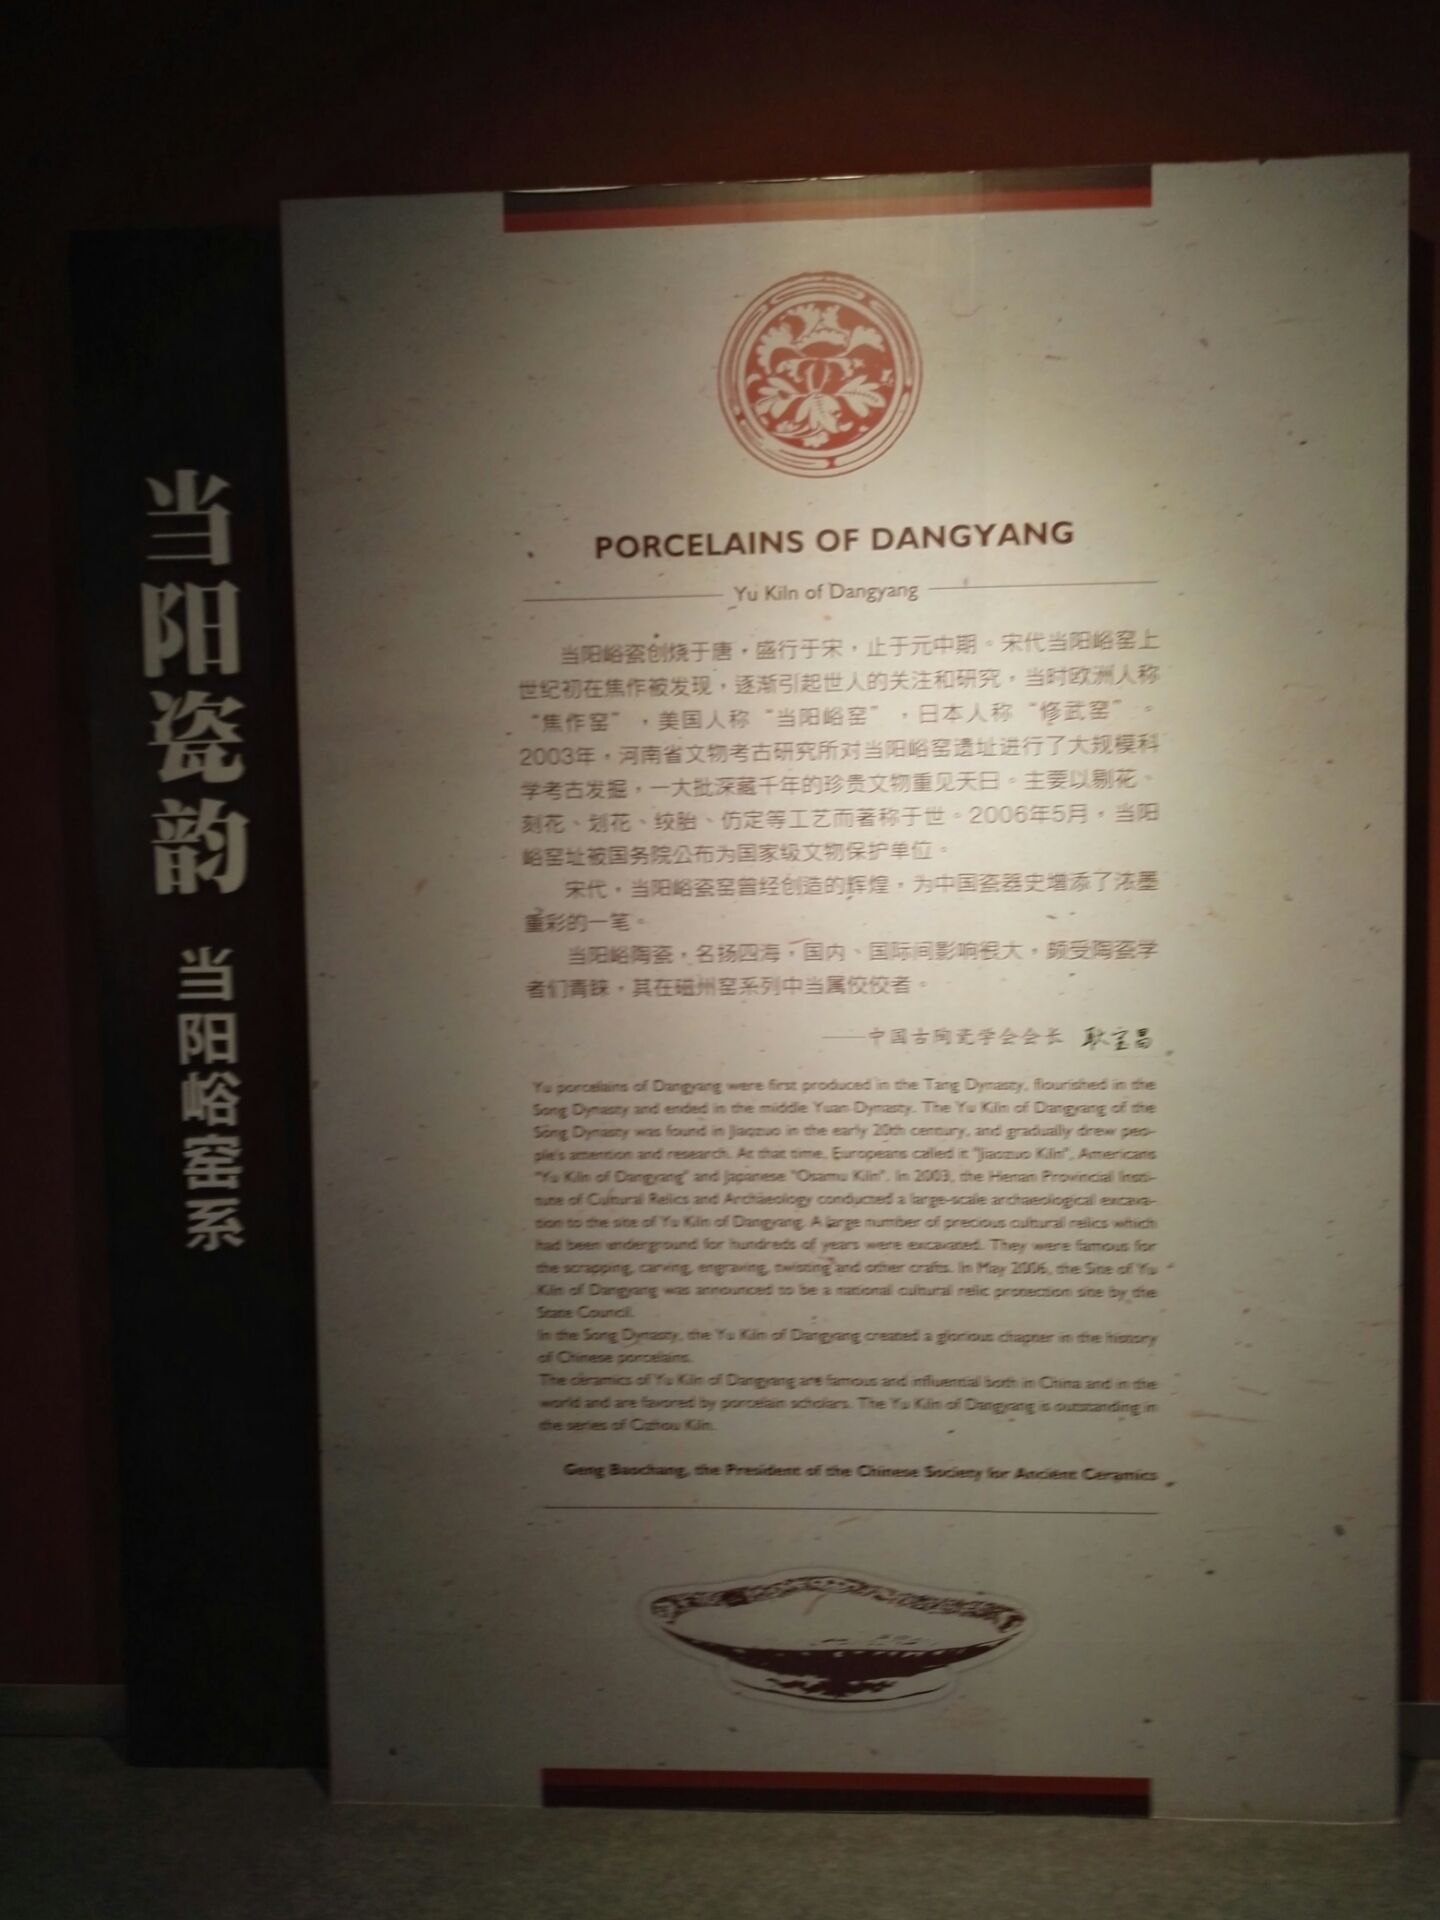 当阳瓷韵 当阳峪窑系
PORCELAINS OF DANGYANG
Yu Kiln of Dangyang
当阳峪瓷创烧于唐，盛行于宋，止于元中期。宋代当阳峪窑上
世纪初在焦作被发现，逐渐引起世人的关注和研究，当时欧洲人称
“焦作窑”，美国人称“当阳峪窑”，日本人称“修武窑”。
2003年，河南省文物考古研究所对当阳峪窑遗址进行了大规模科
学考古发掘，一大批深藏千年的珍贵文物重见天日。主要以剔花、
刻花、划花、绞胎、仿定等工艺而著称于世。2006年5月，当阳
峪窑址被国务院公布为国家级文物保护单位。
宋代，当阳峪瓷窑曾经创造的辉煌，为中国瓷器史增添了浓墨
重彩的一笔。
当阳峪陶瓷，名扬四海，国内、国际间影响很大，颇受陶瓷学
者们青睐，其在磁州窑系列中当属佼佼者。
——中国古陶瓷学会会长 耿宝昌
Yu porcelains of Dangyang were first produced in the Tang Dynasty, flourished in the
Song Dynasty and ended in the middle Yuan Dynasty. The Yu Kiln of Dangyang of the
Song Dynasty was found in Jiaozuo in the early 20th century, and gradually drew peo-
ple's attention and research. At that time, Europeans called it "Jiaozuo Kiln", Americans
"Yu Kiln of Dangyang" and Japanese "Osamu Kiln". In 2003, the Henan Provincial Insti-
tute of Cultural Relics and Archaeology conducted a large-scale archaeological excava-
tion to the site of Yu Kiln of Dangyang. A large number of precious cultural relics which
had been underground for hundreds of years were excavated. They were famous for
the scrapping, carving, engraving, twisting and other crafts. In May 2006, the Site of Yu
Kiln of Dangyang was announced to be a national cultural relic protection site by the
State Council.
In the Song Dynasty, the Yu Kiln of Dangyang created a glorious chapter in the history
of Chinese porcelains.
The ceramics of Yu Kiln of Dangyang are famous and influential both in China and in the
world and are favored by porcelain scholars. The Yu Kiln of Dangyang is outstanding in
the series of Cizhou Kiln.
Geng Baochang, the President of the Chinese Society for Ancient Ceramics